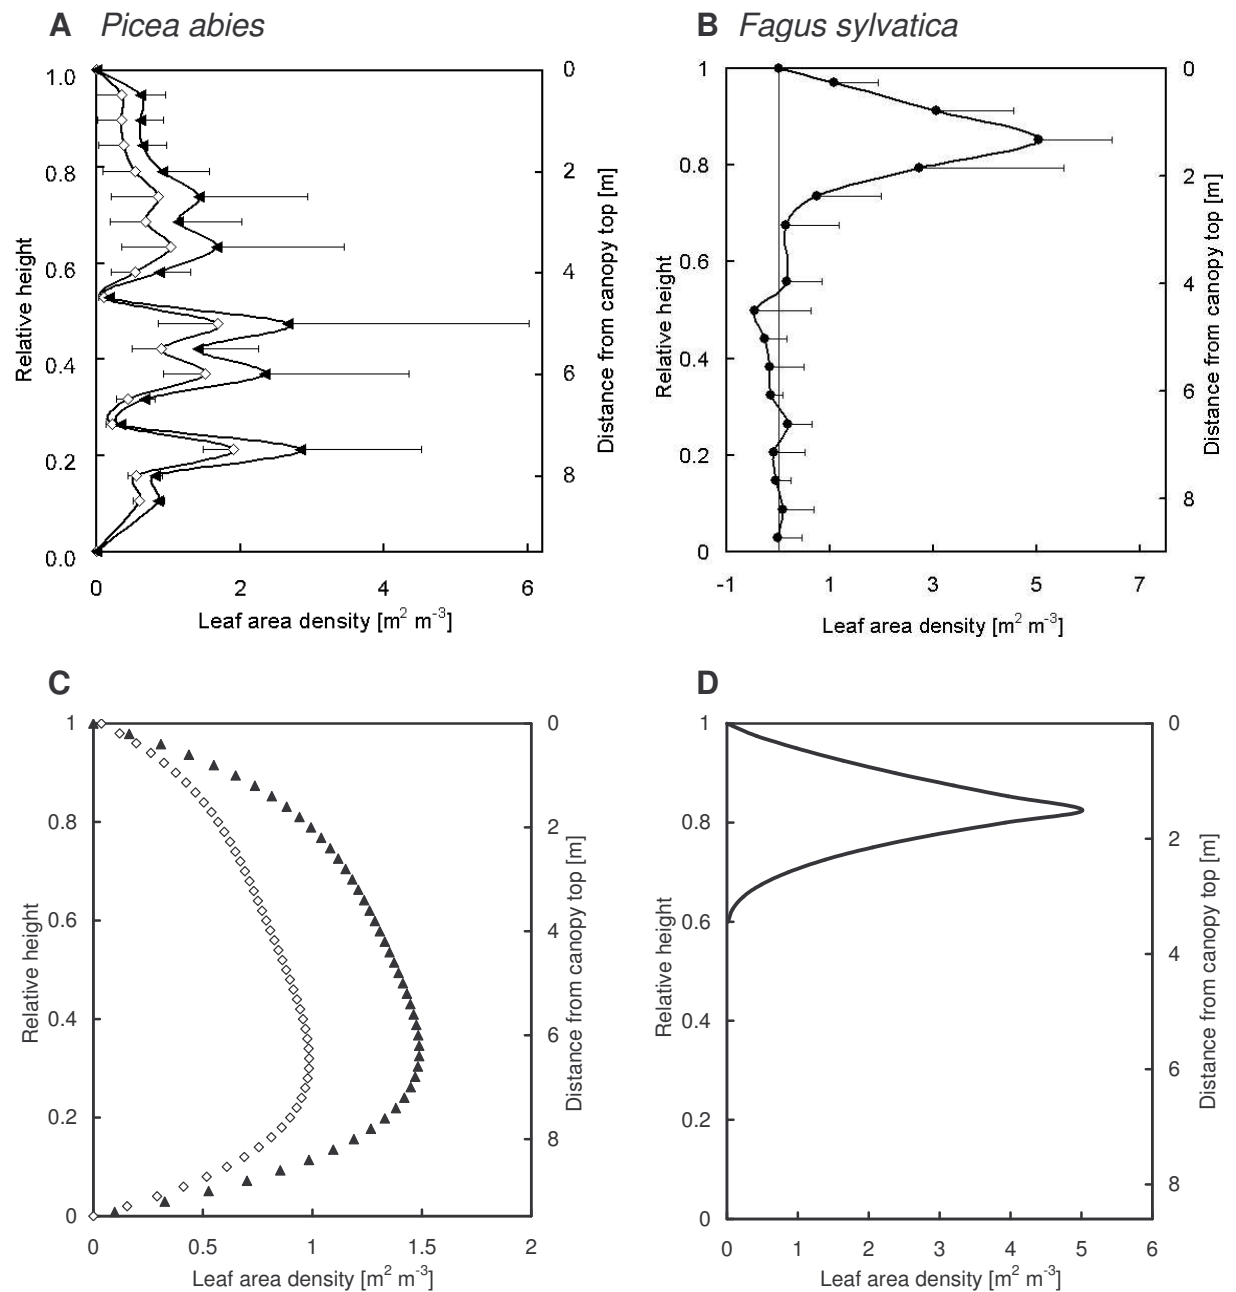 A Picea abies
B Fagus sylvatica
1.0
0.8
0.6
0.4
0.2
0.0
Relative height
0
2
4
6
8
Distance from canopy top [m]
0 2 4 6
Leaf area density [m² m⁻³]
1
0.8
0.6
0.4
0.2
0
Relative height
0
2
4
6
8
Distance from canopy top [m]
-1 1 3 5 7
Leaf area density [m² m⁻³]
C
1
0.8
0.6
0.4
0.2
0
Relative height
0
2
4
6
8
Distance from canopy top [m]
0 0.5 1 1.5 2
Leaf area density [m² m⁻³]
D
1
0.8
0.6
0.4
0.2
0
Relative height
0
2
4
6
8
Distance from canopy top [m]
0 1 2 3 4 5 6
Leaf area density [m² m⁻³]